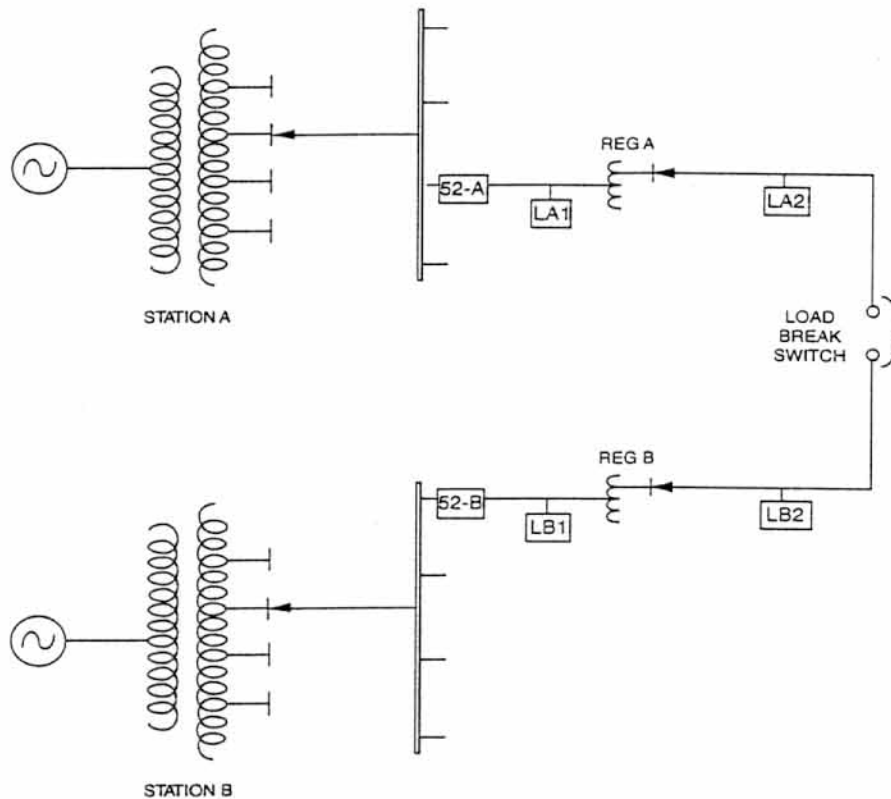 REG A
52-A
LA1
LA2
STATION A
LOAD
BREAK
SWITCH
REG B
52-B
LB1
LB2
STATION B